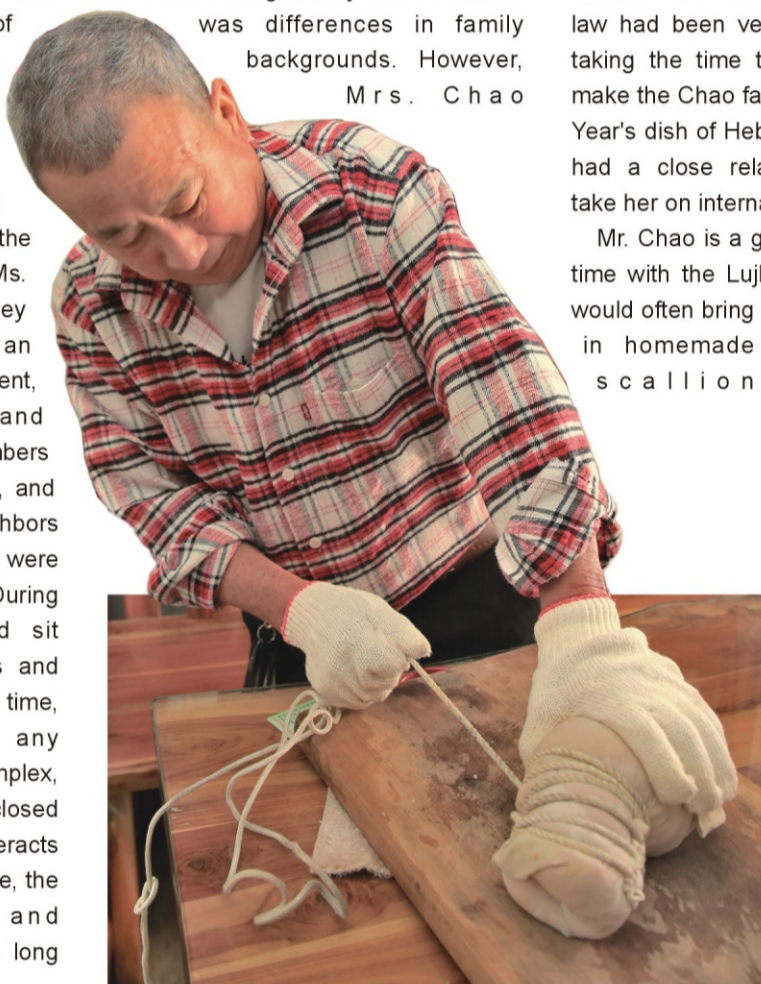 of
the
Ms.
ey
an
ent,
and
bers
, and
hbors
were
During
d sit
s and
time,
any
mplex,
closed
eracts
e, the
and
long
was differences in family
backgrounds. However,
Mrs. Chao
law had been ve
taking the time t
make the Chao fa
Year's dish of Heb
had a close rela
take her on interna
Mr. Chao is a g
time with the Lujl
would often bring
in homemade
scallion